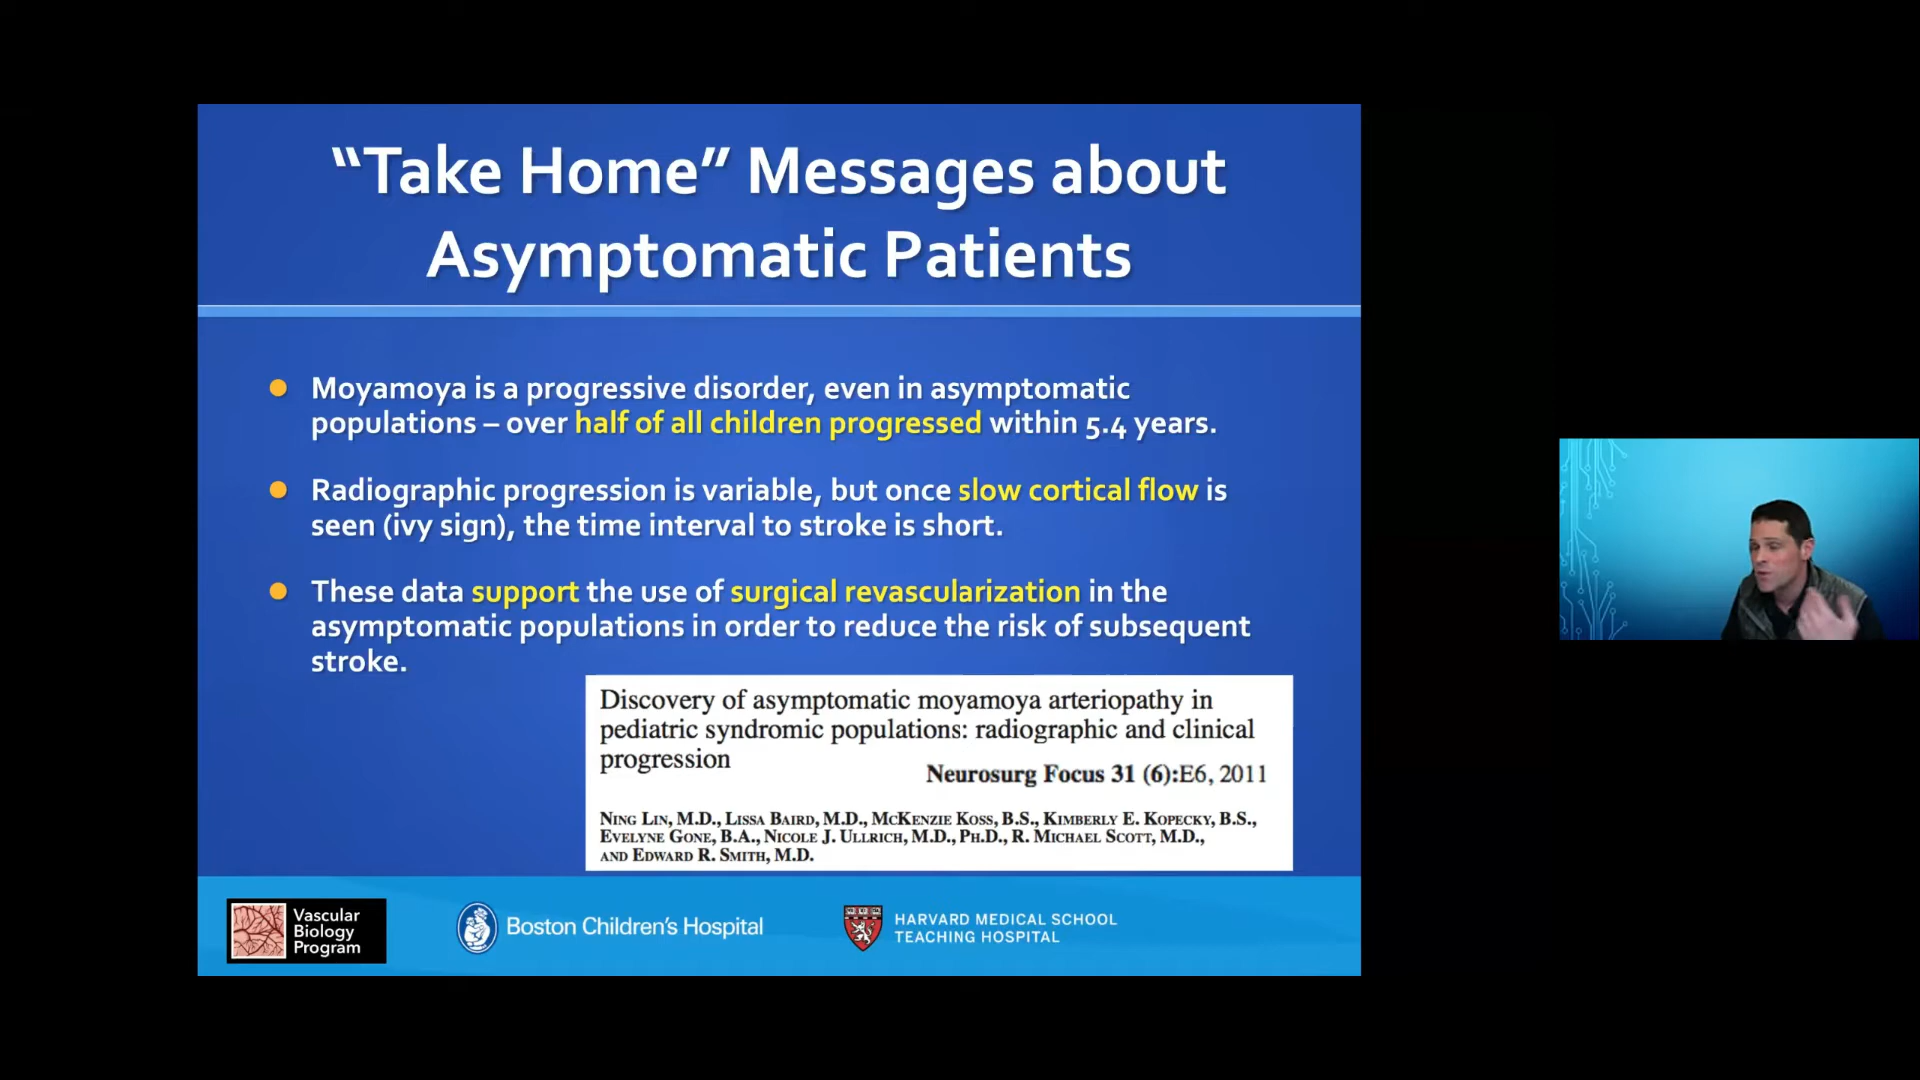 “Take Home” Messages about
Asymptomatic Patients
Moyamoya is a progressive disorder, even in asymptomatic
populations – over half of all children progressed within 5.4 years.
Radiographic progression is variable, but once slow cortical flow is
seen (ivy sign), the time interval to stroke is short.
These data support the use of surgical revascularization in the
asymptomatic populations in order to reduce the risk of subsequent
stroke.
Discovery of asymptomatic moyamoya arteriopathy in
pediatric syndromic populations: radiographic and clinical
progression
Neurosurg Focus 31 (6):E6, 2011
Ning Lin, M.D., Lissa Baird, M.D., McKenzie Koss, B.S., Kimberly E. Kopecky, B.S.,
Evelyne Gone, B.A., Nicole J. Ullrich, M.D., Ph.D., R. Michael Scott, M.D.,
and Edward R. Smith, M.D.
Vascular
Biology
Program
Boston Children’s Hospital
HARVARD MEDICAL SCHOOL
TEACHING HOSPITAL